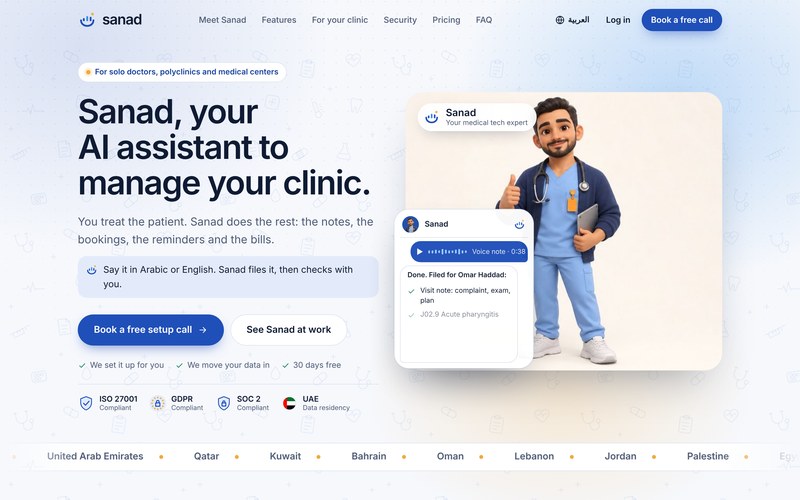 sanad
Meet Sanad
Features
For your clinic
Security
Pricing
FAQ
العربية
Log in
Book a free call
For solo doctors, polyclinics and medical centers
Sanad, your
AI assistant to
manage your clinic.
You treat the patient. Sanad does the rest: the notes, the
bookings, the reminders and the bills.
Say it in Arabic or English. Sanad files it, then checks with
you.
Book a free setup call →
See Sanad at work
We set it up for you
We move your data in
30 days free
ISO 27001
Compliant
GDPR
Compliant
SOC 2
Compliant
UAE
Data residency
Sanad
Your medical tech expert
Sanad
Voice note · 0:38
Done. Filed for Omar Haddad:
Visit note: complaint, exam,
plan
J02.9 Acute pharyngitis
United Arab Emirates
Qatar
Kuwait
Bahrain
Oman
Lebanon
Jordan
Palestine